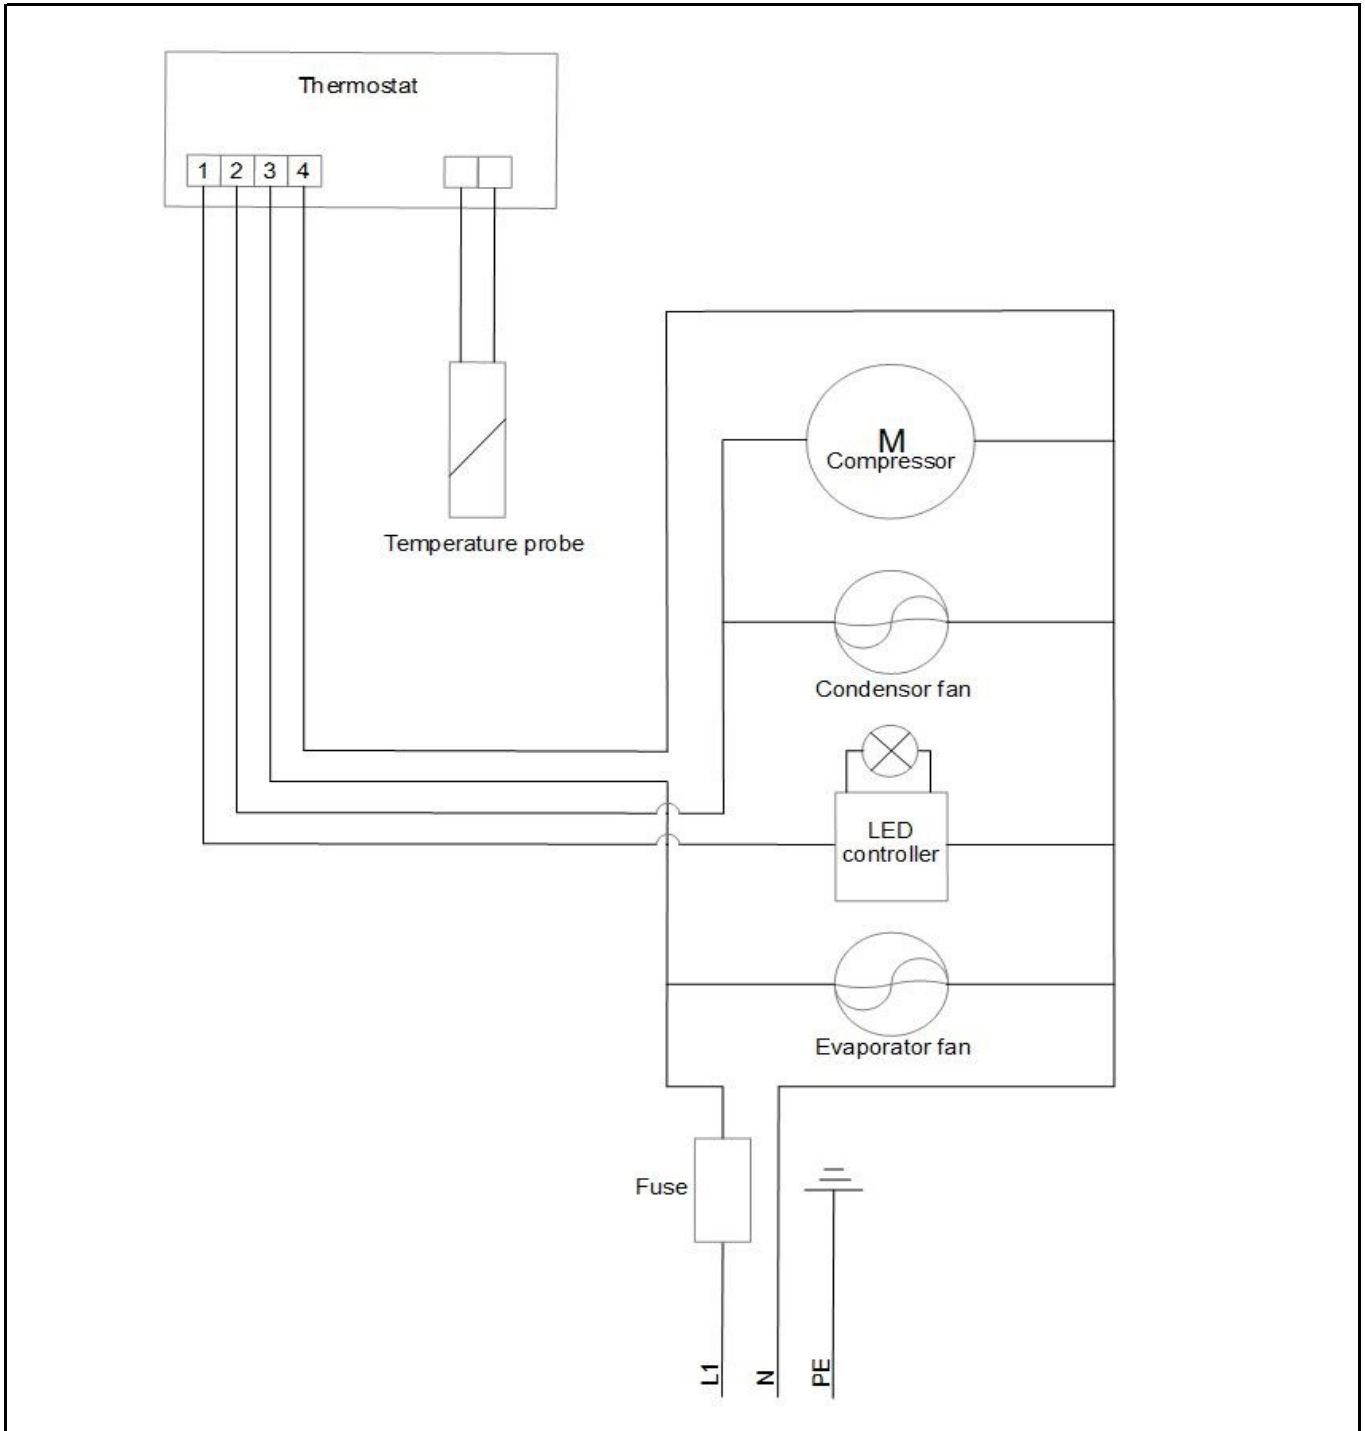 Thermostat
1 2 3 4
M
Compressor
Temperature probe
Condensor fan
LED
controller
Evaporator fan
Fuse
L1
N
PE